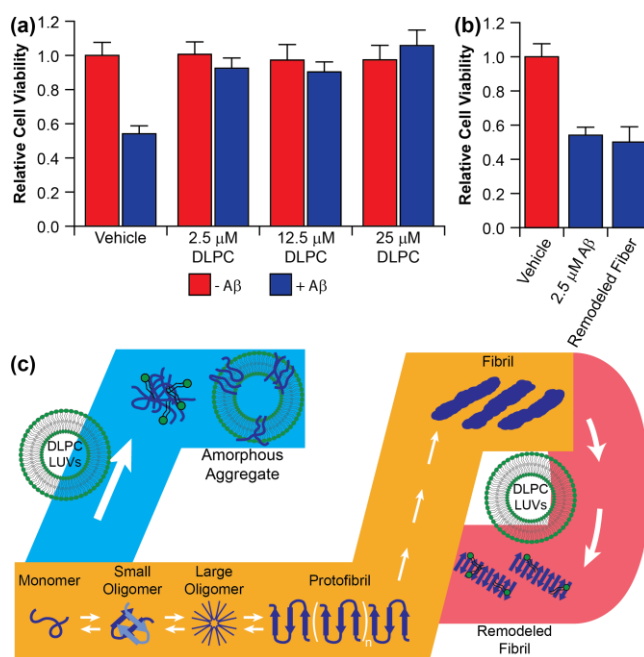 (a)
Relative Cell Viability
1.2
1.0
0.8
0.6
0.4
0.2
0.0
Vehicle
2.5 μM
DLPC
12.5 μM
DLPC
25 μM
DLPC
- Aβ
+ Aβ
(b)
Relative Cell Viability
1.2
1.0
0.8
0.6
0.4
0.2
0.0
Vehicle
2.5 μM Aβ
Remodeled Fiber
(c)
DLPC
LUVs
Amorphous
Aggregate
Fibril
DLPC
LUVs
Monomer
Small
Oligomer
Large
Oligomer
Protofibril
n
Remodeled
Fibril